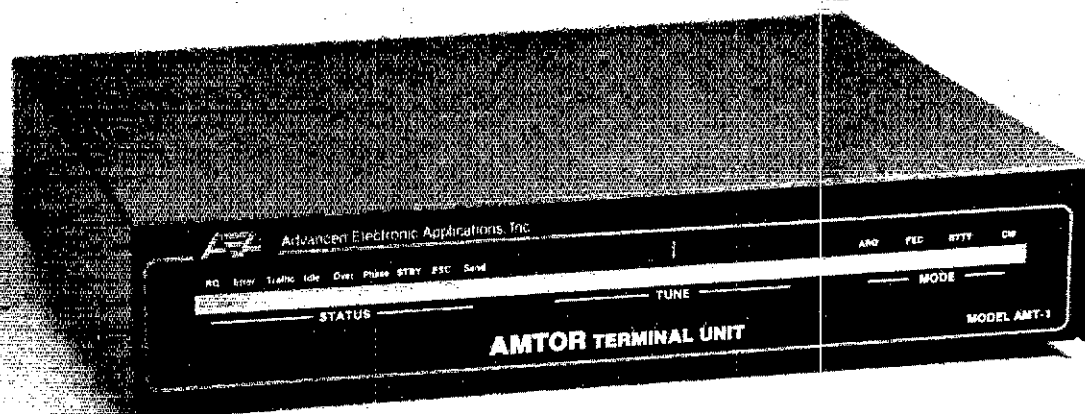 AEA Advanced Electronic Applications, Inc.
ARQ FEC RTTY CW
RQ Error Traffic Idle Over Phase STBY ESC Send
STATUS TUNE MODE
AMTOR TERMINAL UNIT
MODEL AMT-1